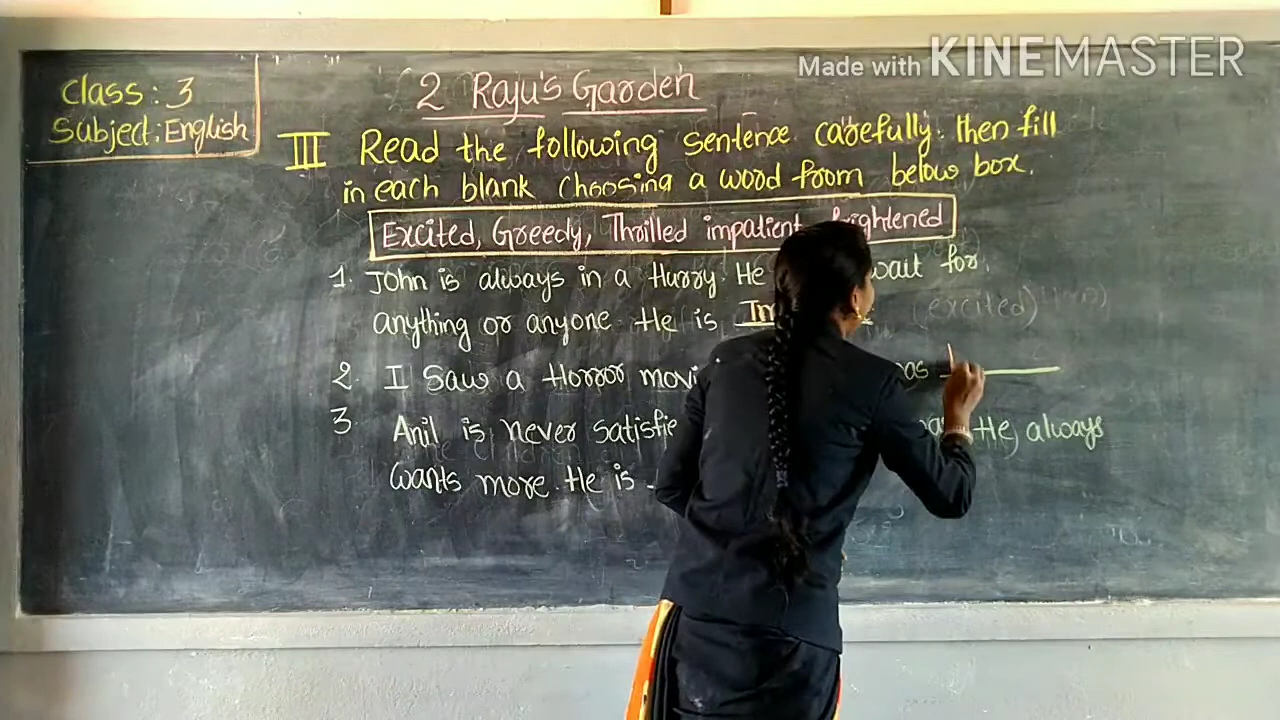 Made with KINEMASTER
Class: 3
Subject: English
2 Raju's Garden
III Read the following sentence carefully. then fill
in each blank choosing a word from below box.
Excited, Greedy, Thrilled impatient frightened
1. John is always in a Hurry. He wait for
anything or anyone. He is Im
(excited)
2. I Saw a Horror movi
3 Anil is never satisfie He always
wants more. He is